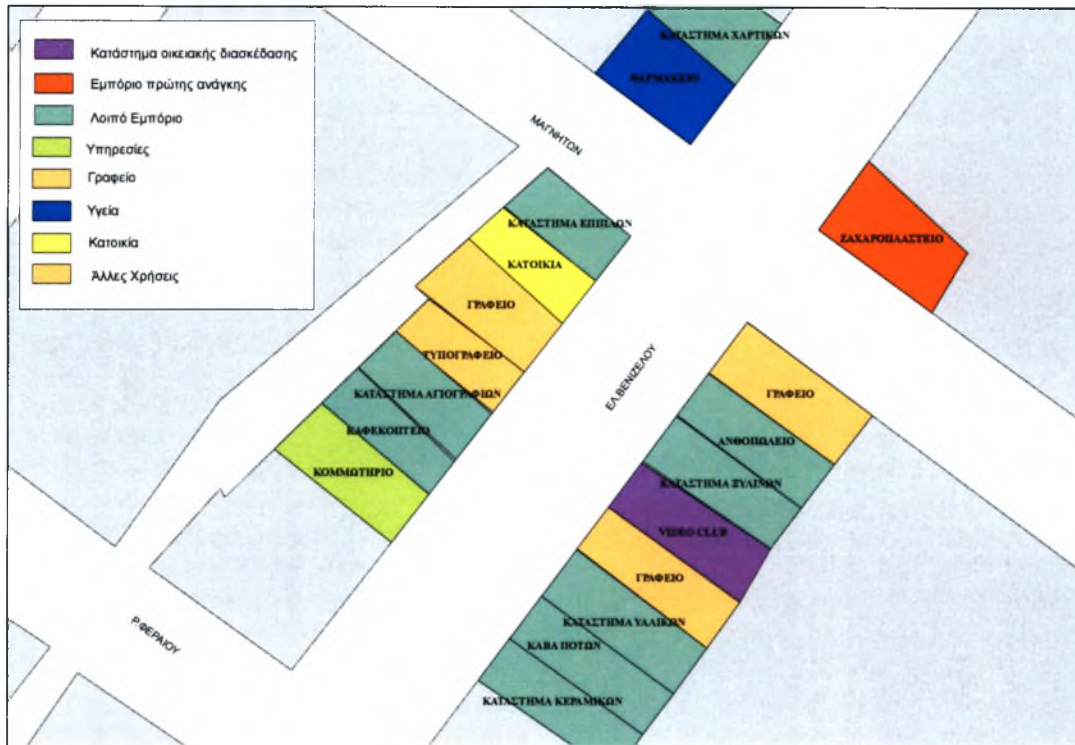 Κατάστημα οικειακής διασκέδασης
Εμπόριο πρώτης ανάγκης
Λοιπό Εμπόριο
Υπηρεσίες
Γραφείο
Υγεία
Κατοικία
Άλλες Χρήσεις
ΚΑΤΑΣΤΗΜΑ ΧΑΡΤΙΚΩΝ
ΦΑΡΜΑΚΕΙΟ
ΜΑΓΝΗΤΩΝ
ΚΑΤΑΣΤΗΜΑ ΕΠΙΠΛΩΝ
ΖΑΧΑΡΟΠΛΑΣΤΕΙΟ
ΚΑΤΟΙΚΙΑ
ΓΡΑΦΕΙΟ
ΤΥΠΟΓΡΑΦΕΙΟ
ΚΑΤΑΣΤΗΜΑ ΑΓΙΟΓΡΑΦΙΩΝ
ΚΑΦΕΚΟΠΤΕΙΟ
ΚΟΜΜΩΤΗΡΙΟ
ΕΛ.ΒΕΝΙΖΕΛΟΥ
ΓΡΑΦΕΙΟ
ΑΝΘΟΠΩΛΕΙΟ
ΚΑΤΑΣΤΗΜΑ ΞΥΛΙΝΩΝ
VIDEO CLUB
ΓΡΑΦΕΙΟ
ΚΑΤΑΣΤΗΜΑ ΥΑΛΙΚΩΝ
ΚΑΒΑ ΠΟΤΩΝ
ΚΑΤΑΣΤΗΜΑ ΚΕΡΑΜΙΚΩΝ
Ρ.ΦΕΡΑΙΟΥ